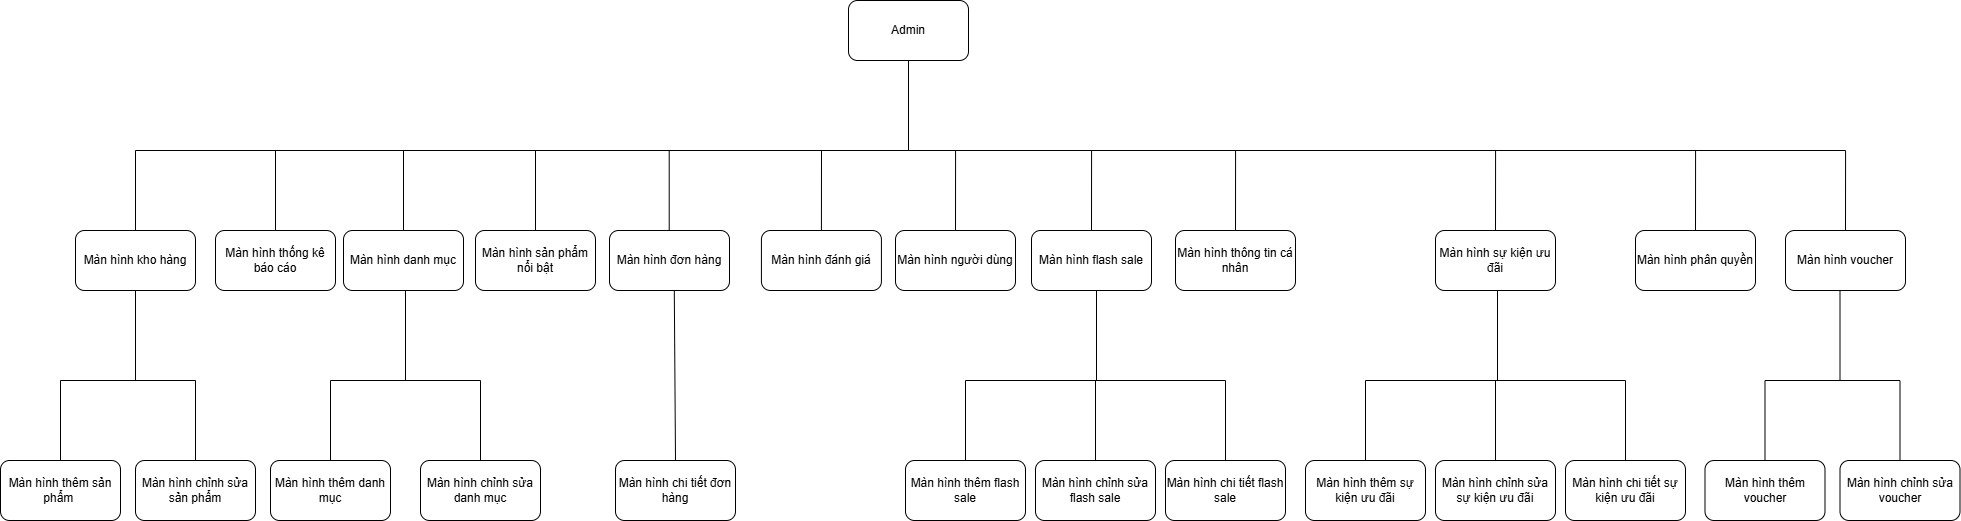 Admin
Màn hình kho hàng
Màn hình thống kê
báo cáo
Màn hình danh mục
Màn hình sản phẩm
nổi bật
Màn hình đơn hàng
Màn hình đánh giá
Màn hình người dùng
Màn hình flash sale
Màn hình thông tin cá
nhân
Màn hình sự kiện ưu
đãi
Màn hình phân quyền
Màn hình voucher
Màn hình thêm sản
phẩm
Màn hình chỉnh sửa
sản phẩm
Màn hình thêm danh
mục
Màn hình chỉnh sửa
danh mục
Màn hình chi tiết đơn
hàng
Màn hình thêm flash
sale
Màn hình chỉnh sửa
flash sale
Màn hình chi tiết flash
sale
Màn hình thêm sự
kiện ưu đãi
Màn hình chỉnh sửa
sự kiện ưu đãi
Màn hình chi tiết sự
kiện ưu đãi
Màn hình thêm
voucher
Màn hình chỉnh sửa
voucher